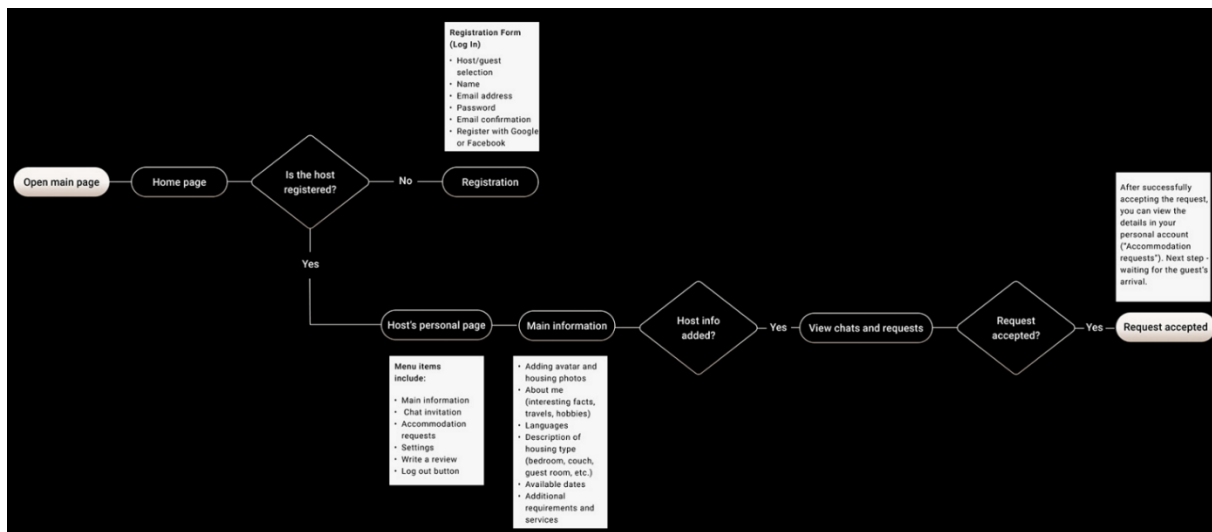 Registration Form
(Log In)
• Host/guest
selection
• Name
• Email address
• Password
• Email confirmation
• Register with Google
or Facebook
Open main page
Home page
Is the host
registered?
No
Registration
Yes
After successfully
accepting the request,
you can view the
details in your
personal account
("Accommodation
requests"). Next step -
waiting for the guest's
arrival.
Host's personal page
Main information
Host info
added?
Yes
View chats and requests
Request
accepted?
Yes
Request accepted
Menu items
include:
• Main information
• Chat invitation
• Accommodation
requests
• Settings
• Write a review
• Log out button
• Adding avatar and
housing photos
• About me
(interesting facts,
travels, hobbies)
• Languages
• Description of
housing type
(bedroom, couch,
guest room, etc.)
• Available dates
• Additional
requirements and
services